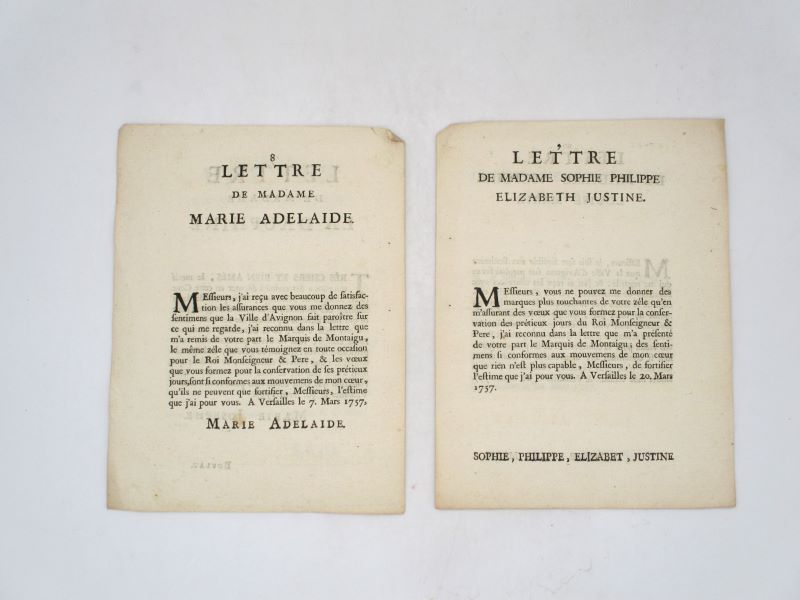 8
LETTRE
DE MADAME
MARIE ADELAIDE.
MEſſieurs, j'ai reçu avec beaucoup de ſatisfac-
tion les aſſurances que vous me donnez des
ſentimens que la Ville d'Avignon fait paroître ſur
ce qui me regarde, j'ai reconnu dans la lettre que
m'a remis de votre part le Marquis de Montaigu,
le même zéle que vous témoignez en toute occaſion
pour le Roi Monſeigneur & Pere, & les vœux
que vous formez pour la conſervation de ſes prétieux
jours, ſont ſi conformes aux mouvemens de mon cœur,
qu'ils ne peuvent que fortifier, Meſſieurs, l'eſtime
que j'ai pour vous. A Verſailles le 7. Mars 1757,
MARIE ADELAIDE.
LETTRE
DE MADAME SOPHIE PHILIPPE
ELIZABETH JUSTINE.
MEſſieurs, vous ne pouvez me donner des
marques plus touchantes de votre zéle qu'en
m'aſſurant des vœux que vous formez pour la conſer-
vation des prétieux jours du Roi Monſeigneur &
Pere, j'ai reconnu dans la lettre que m'a préſenté
de votre part le Marquis de Montaigu; des ſenti-
mens ſi conformes aux mouvemens de mon cœur
que rien n'eſt plus capable, Meſſieurs, de fortifier
l'eſtime que j'ai pour vous. A Verſailles le 20. Mars
1757.
SOPHIE, PHILIPPE, ELIZABET, JUSTINE